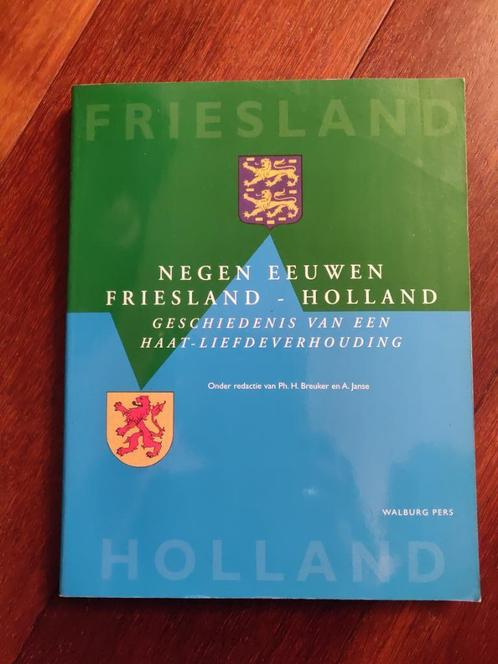 FRIESLAND
NEGEN EEUWEN
FRIESLAND - HOLLAND
GESCHIEDENIS VAN EEN
HAAT-LIEFDEVERHOUDING
Onder redactie van Ph. H. Breuker en A. Janse
WALBURG PERS
HOLLAND